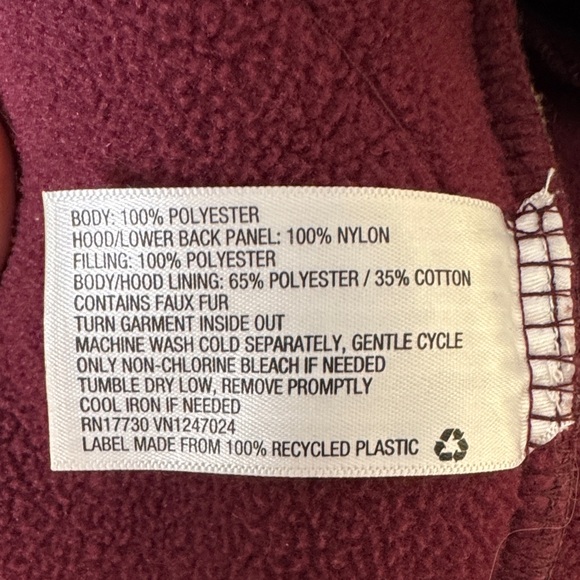 BODY: 100% POLYESTER
HOOD/LOWER BACK PANEL: 100% NYLON
FILLING: 100% POLYESTER
BODY/HOOD LINING: 65% POLYESTER / 35% COTTON
CONTAINS FAUX FUR
TURN GARMENT INSIDE OUT
MACHINE WASH COLD SEPARATELY, GENTLE CYCLE
ONLY NON-CHLORINE BLEACH IF NEEDED
TUMBLE DRY LOW, REMOVE PROMPTLY
COOL IRON IF NEEDED
RN17730 VN1247024
LABEL MADE FROM 100% RECYCLED PLASTIC